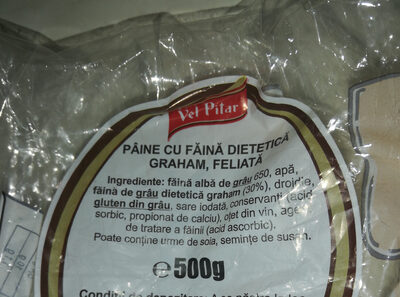 Vel Pitar
PÂINE CU FĂINĂ DIETETICĂ
GRAHAM, FELIATĂ
Ingrediente: făină albă de grâu 650, apă,
făină de grâu dietetică graham (30%), drojdie,
gluten din grâu, sare iodată, conservanți (acid
sorbic, propionat de calciu), oțet din vin, agent
de tratare a făinii (acid ascorbic).
Poate conține urme de soia, semințe de susan.
e 500g